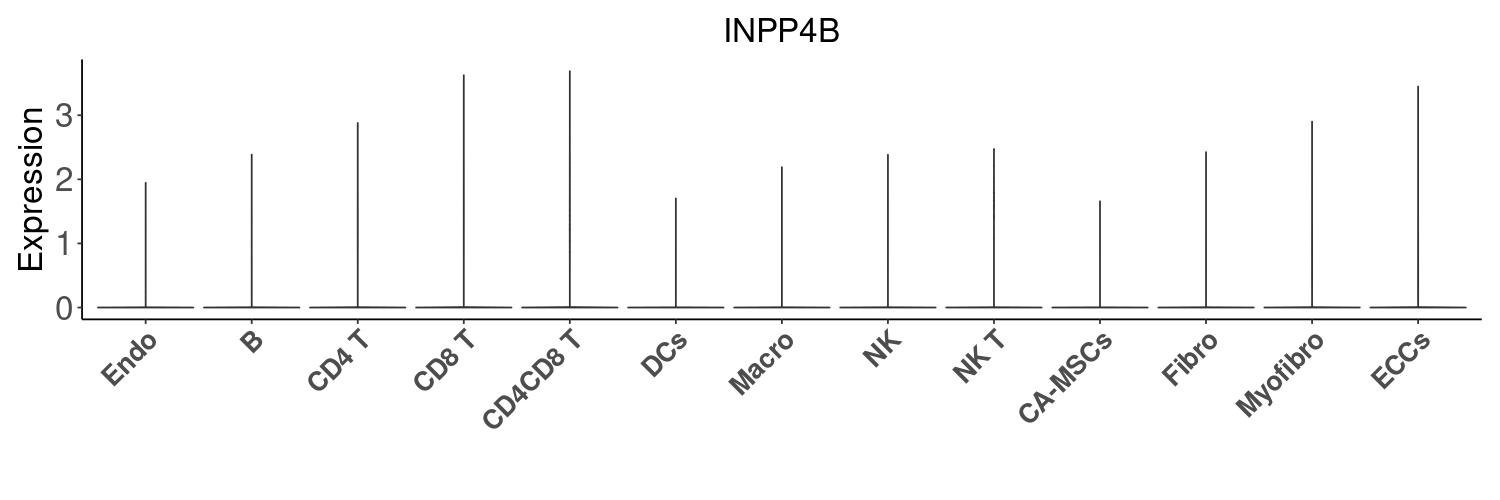 INPP4B
Expression
3
2
1
0
Endo
B
CD4 T
CD8 T
CD4CD8 T
DCs
Macro
NK
NK T
CA-MSCs
Fibro
Myofibro
ECCs